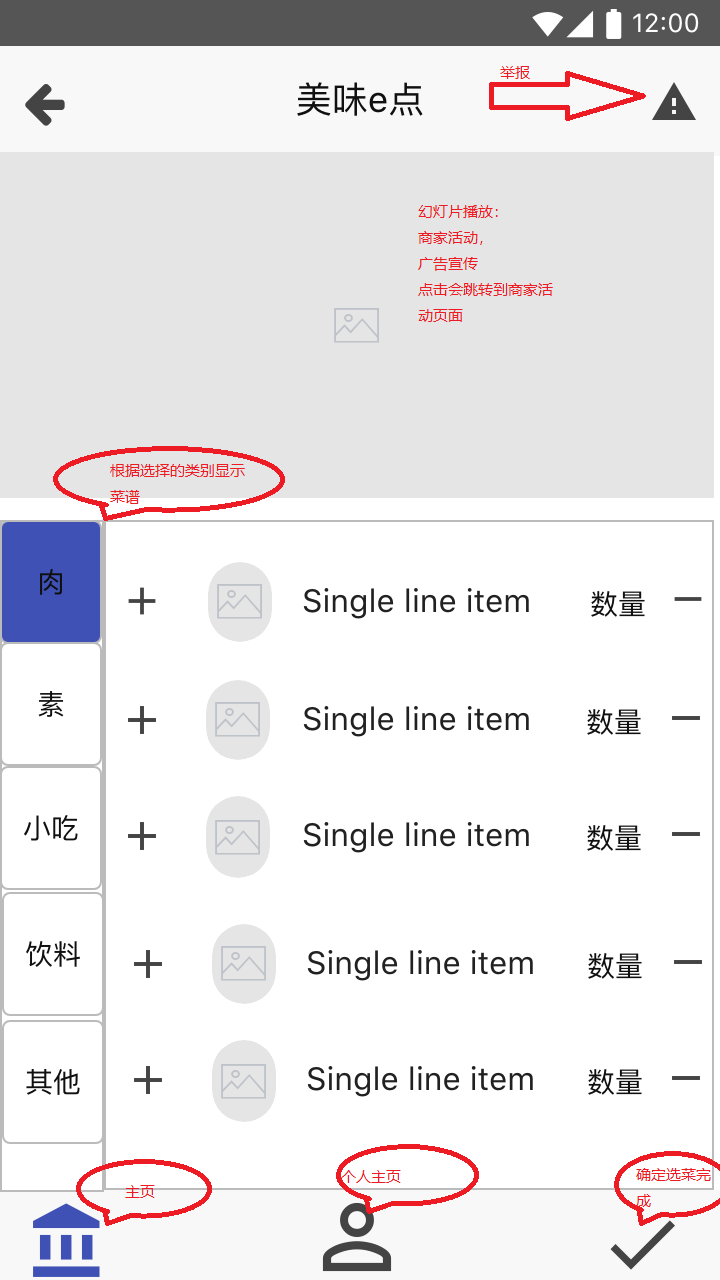 12:00
举报
美味e点
幻灯片播放：
商家活动，
广告宣传
点击会跳转到商家活
动页面
根据选择的类别显示
菜谱
肉
素
小吃
饮料
其他
+ Single line item 数量 —
+ Single line item 数量 —
+ Single line item 数量 —
+ Single line item 数量 —
+ Single line item 数量 —
主页
个人主页
确定选菜完
成